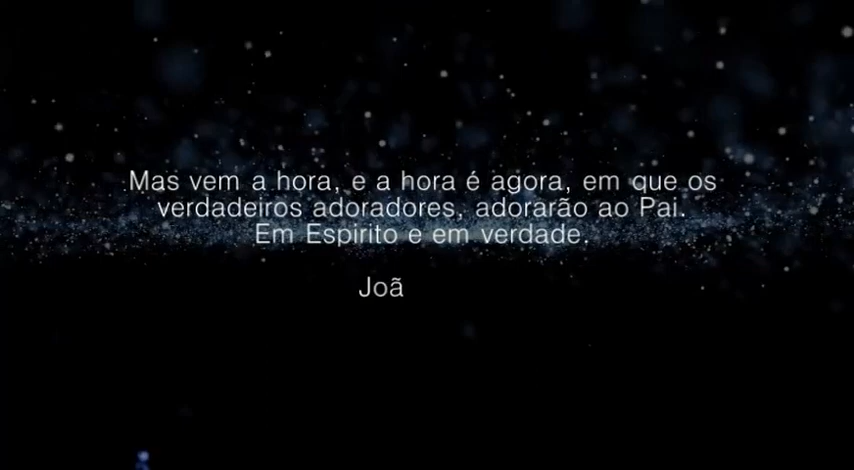 Mas vem a hora, e a hora é agora, em que os
verdadeiros adoradores, adorarão ao Pai.
Em Espirito e em verdade.
Joã